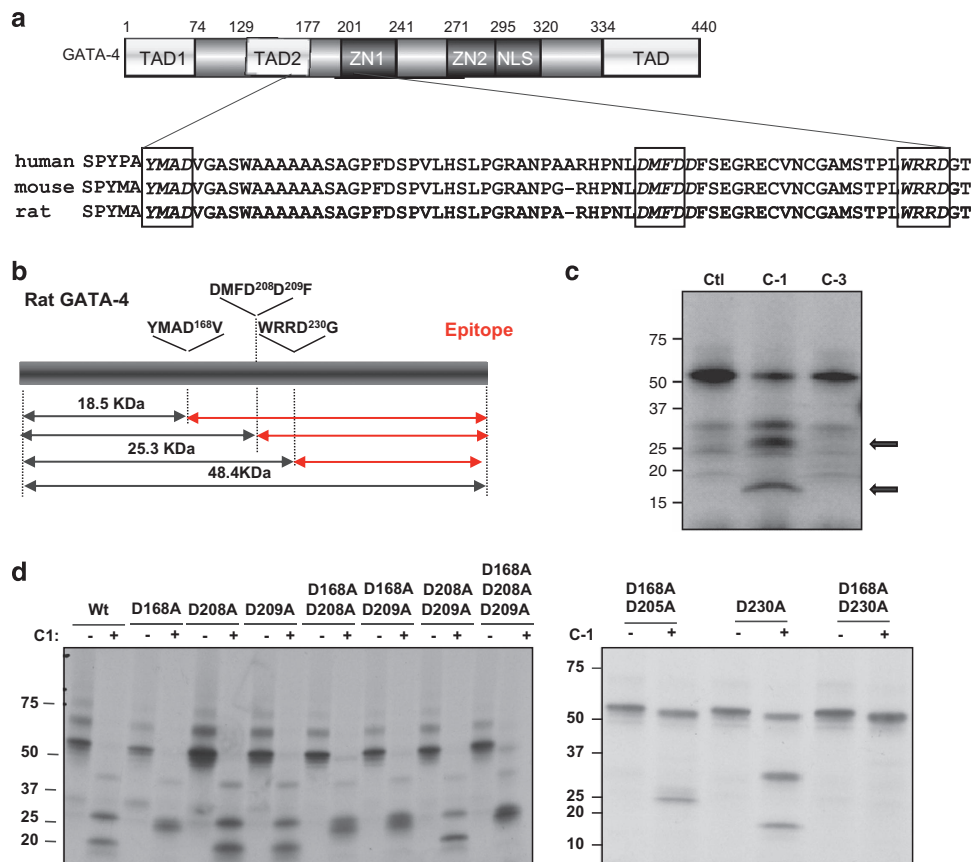 a
1 74 129 177 201 241 271 295 320 334 440
GATA-4 TAD1 TAD2 ZN1 ZN2 NLS TAD
human SPYPAYMADVGASWAAAAAASAGPFDSPVLHSLPGRANPAARHPNLDMFDDFSEGRECVNCGAMSTPLWRRDGT
mouse SPYMAYMADVGASWAAAAAASAGPFDSPVLHSLPGRANPG-RHPNLDMFDDFSEGRECVNCGAMSTPLWRRDGT
rat SPYMAYMADVGASWAAAAAASAGPFDSPVLHSLPGRANPA-RHPNLDMFDDFSEGRECVNCGAMSTPLWRRDGT
b
Rat GATA-4
DMFD²⁰⁸D²⁰⁹F
YMAD¹⁶⁸V WRRD²³⁰G
Epitope
18.5 KDa
25.3 KDa
48.4KDa
c
Ctl C-1 C-3
75
50
37
25
20
15
d
Wt D168A D208A D209A D168A D208A D168A D209A D208A D209A D168A D208A D209A
C1: - + - + - + - + - + - + - + - +
75
50
37
25
20
D168A D205A D230A D168A D230A
C-1 - + - + - +
75
50
37
25
20
10